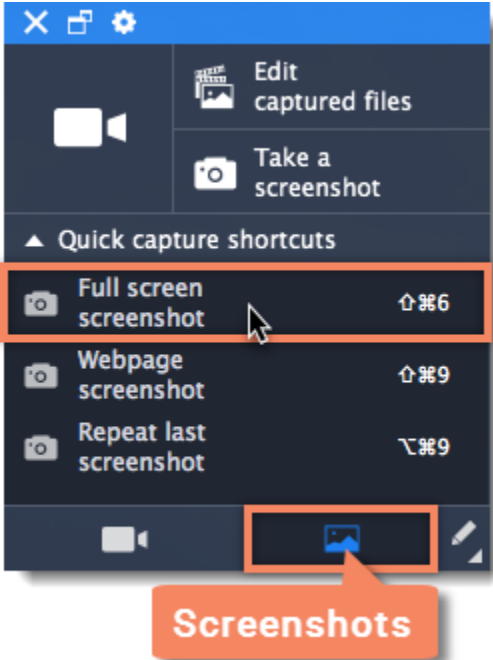 Edit
captured files
Take a
screenshot
Quick capture shortcuts
Full screen
screenshot
⇧⌘6
Webpage
screenshot
⇧⌘9
Repeat last
screenshot
⌥⌘9
Screenshots